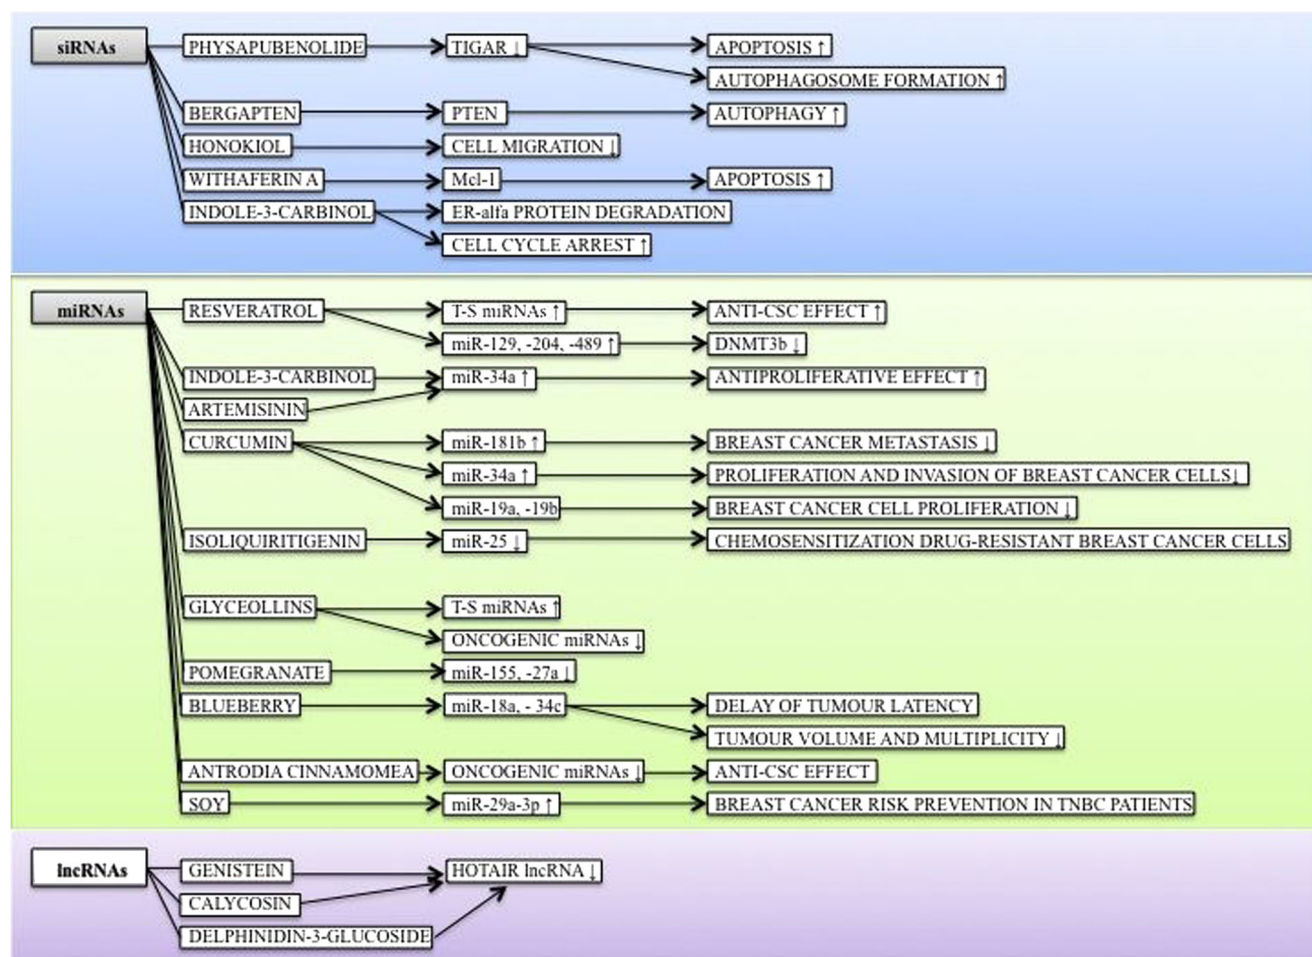 siRNAs
PHYSAPUBENOLIDE TIGAR ↓ APOPTOSIS ↑
AUTOPHAGOSOME FORMATION ↑
BERGAPTEN PTEN AUTOPHAGY ↑
HONOKIOL CELL MIGRATION ↓
WITHAFERIN A Mcl-1 APOPTOSIS ↑
INDOLE-3-CARBINOL ER-alfa PROTEIN DEGRADATION
CELL CYCLE ARREST ↑
miRNAs
RESVERATROL T-S miRNAs ↑ ANTI-CSC EFFECT ↑
miR-129, -204, -489 ↑ DNMT3b ↓
INDOLE-3-CARBINOL miR-34a ↑ ANTIPROLIFERATIVE EFFECT ↑
ARTEMISININ
CURCUMIN miR-181b ↑ BREAST CANCER METASTASIS ↓
miR-34a ↑ PROLIFERATION AND INVASION OF BREAST CANCER CELLS↓
miR-19a, -19b BREAST CANCER CELL PROLIFERATION ↓
ISOLIQUIRITIGENIN miR-25 ↓ CHEMOSENSITIZATION DRUG-RESISTANT BREAST CANCER CELLS
GLYCEOLLINS T-S miRNAs ↑
ONCOGENIC miRNAs ↓
POMEGRANATE miR-155, -27a ↓
BLUEBERRY miR-18a, - 34c DELAY OF TUMOUR LATENCY
TUMOUR VOLUME AND MULTIPLICITY ↓
ANTRODIA CINNAMOMEA ONCOGENIC miRNAs ↓ ANTI-CSC EFFECT
SOY miR-29a-3p ↑ BREAST CANCER RISK PREVENTION IN TNBC PATIENTS
lncRNAs
GENISTEIN HOTAIR lncRNA ↓
CALYCOSIN
DELPHINIDIN-3-GLUCOSIDE